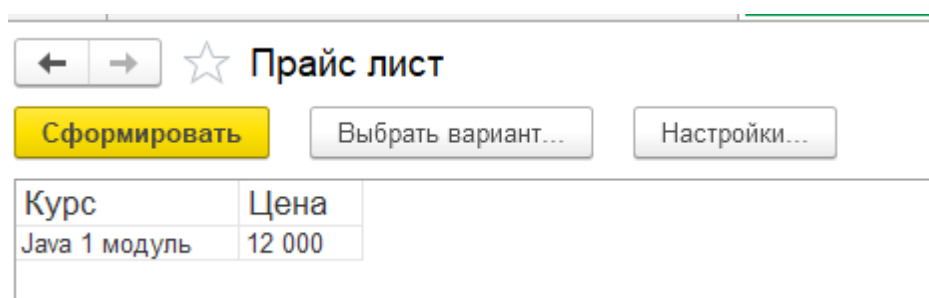 Прайс лист
Сформировать Выбрать вариант... Настройки...
Курс Цена
Java 1 модуль 12 000